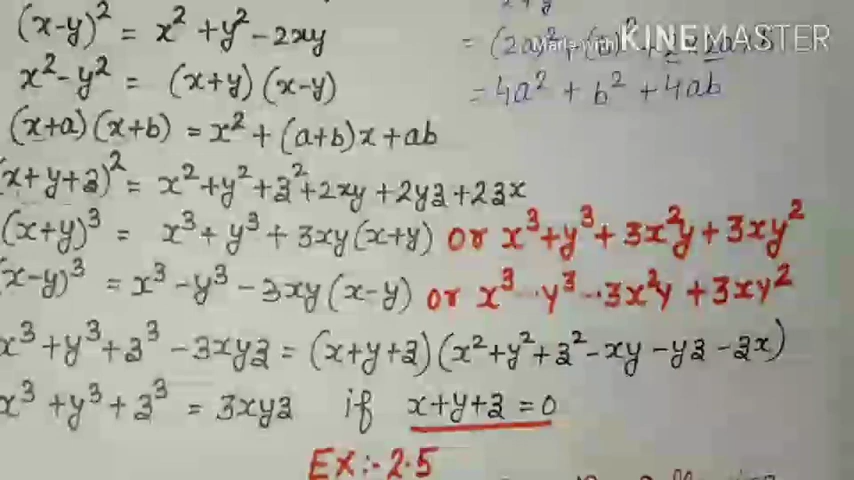 (x-y)² = x² + y² - 2xy
x² - y² = (x+y) (x-y)
(x+a) (x+b) = x² + (a+b)x + ab
(x+y+z)² = x² + y² + z² + 2xy + 2yz + 2zx
(x+y)³ = x³ + y³ + 3xy(x+y) or x³+y³+3x²y+3xy²
(x-y)³ = x³ - y³ - 3xy(x-y) or x³-y³-3x²y+3xy²
x³ + y³ + z³ - 3xyz = (x+y+z) (x²+y²+z²-xy-yz-zx)
x³ + y³ + z³ = 3xyz if x+y+z = 0
Ex:- 2.5
Made with KINEMASTER
= 4a² + b² + 4ab